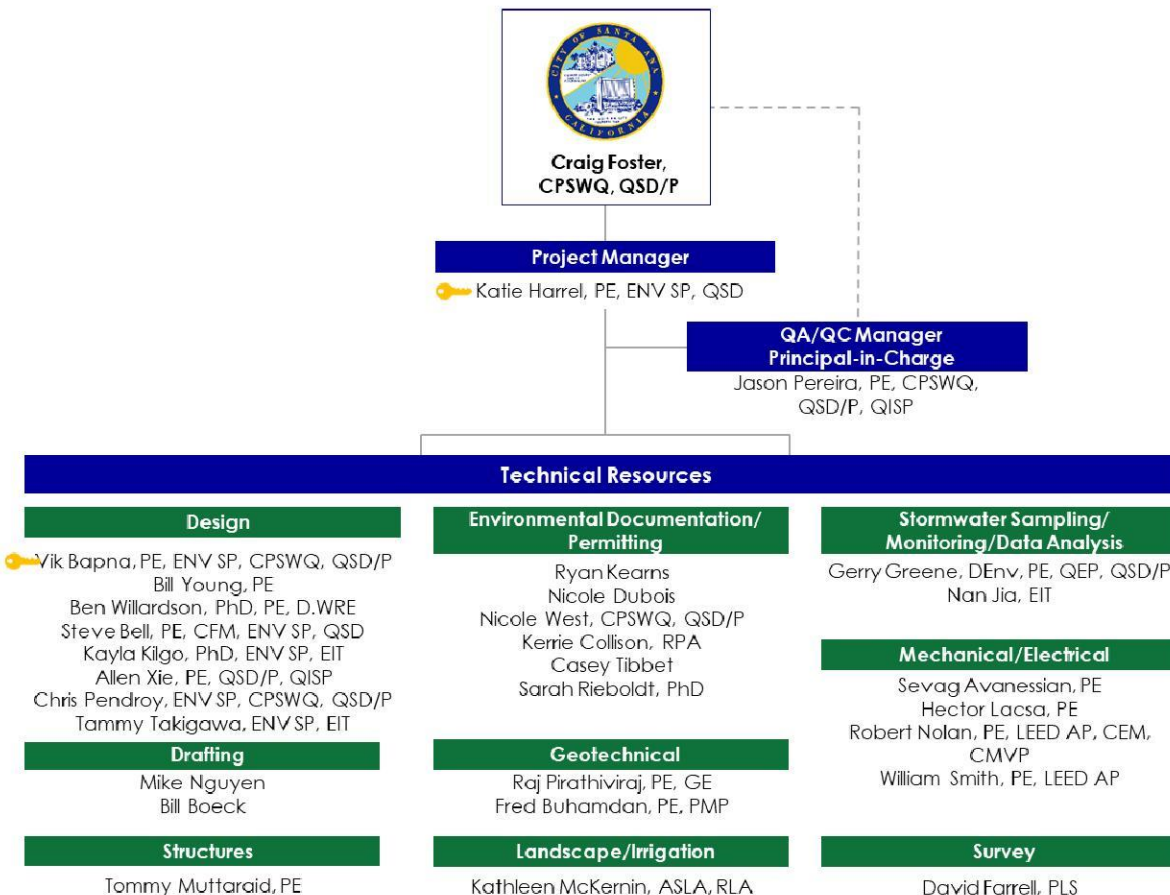 CITY OF SANTA ANA
CALIFORNIA
Craig Foster,
CPSWQ, QSD/P
Project Manager
Katie Harrel, PE, ENV SP, QSD
QA/QC Manager
Principal-in-Charge
Jason Pereira, PE, CPSWQ,
QSD/P, QISP
Technical Resources
Design
Vik Bapna, PE, ENV SP, CPSWQ, QSD/P
Bill Young, PE
Ben Willardson, PhD, PE, D.WRE
Steve Bell, PE, CFM, ENV SP, QSD
Kayla Kilgo, PhD, ENV SP, EIT
Allen Xie, PE, QSD/P, QISP
Chris Pendroy, ENV SP, CPSWQ, QSD/P
Tammy Takigawa, ENV SP, EIT
Drafting
Mike Nguyen
Bill Boeck
Structures
Tommy Muttaraid, PE
Environmental Documentation/
Permitting
Ryan Kearns
Nicole Dubois
Nicole West, CPSWQ, QSD/P
Kerrie Collison, RPA
Casey Tibbet
Sarah Rieboldt, PhD
Geotechnical
Raj Pirathiviraj, PE, GE
Fred Buhamdan, PE, PMP
Landscape/Irrigation
Kathleen McKernin, ASLA, RLA
Stormwater Sampling/
Monitoring/Data Analysis
Gerry Greene, DEnv, PE, QEP, QSD/P
Nan Jia, EIT
Mechanical/Electrical
Sevag Avanessian, PE
Hector Lacsa, PE
Robert Nolan, PE, LEED AP, CEM,
CMVP
William Smith, PE, LEED AP
Survey
David Farrell, PLS